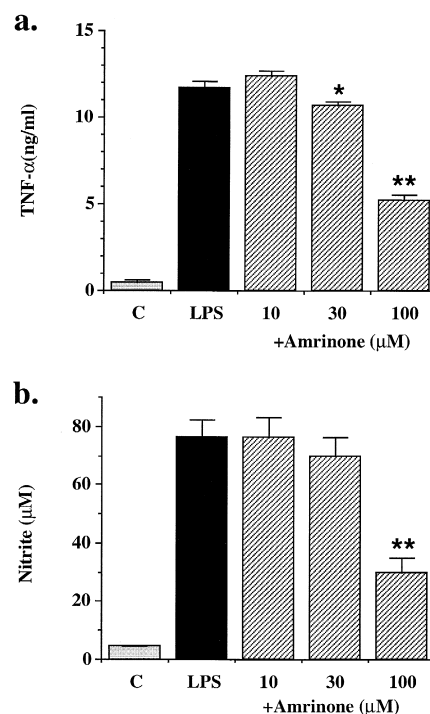 a.
15
10
5
0
TNF-α(ng/ml)
*
**
C LPS 10 30 100
+Amrinone (μM)
b.
80
60
40
20
0
Nitrite (μM)
**
C LPS 10 30 100
+Amrinone (μM)